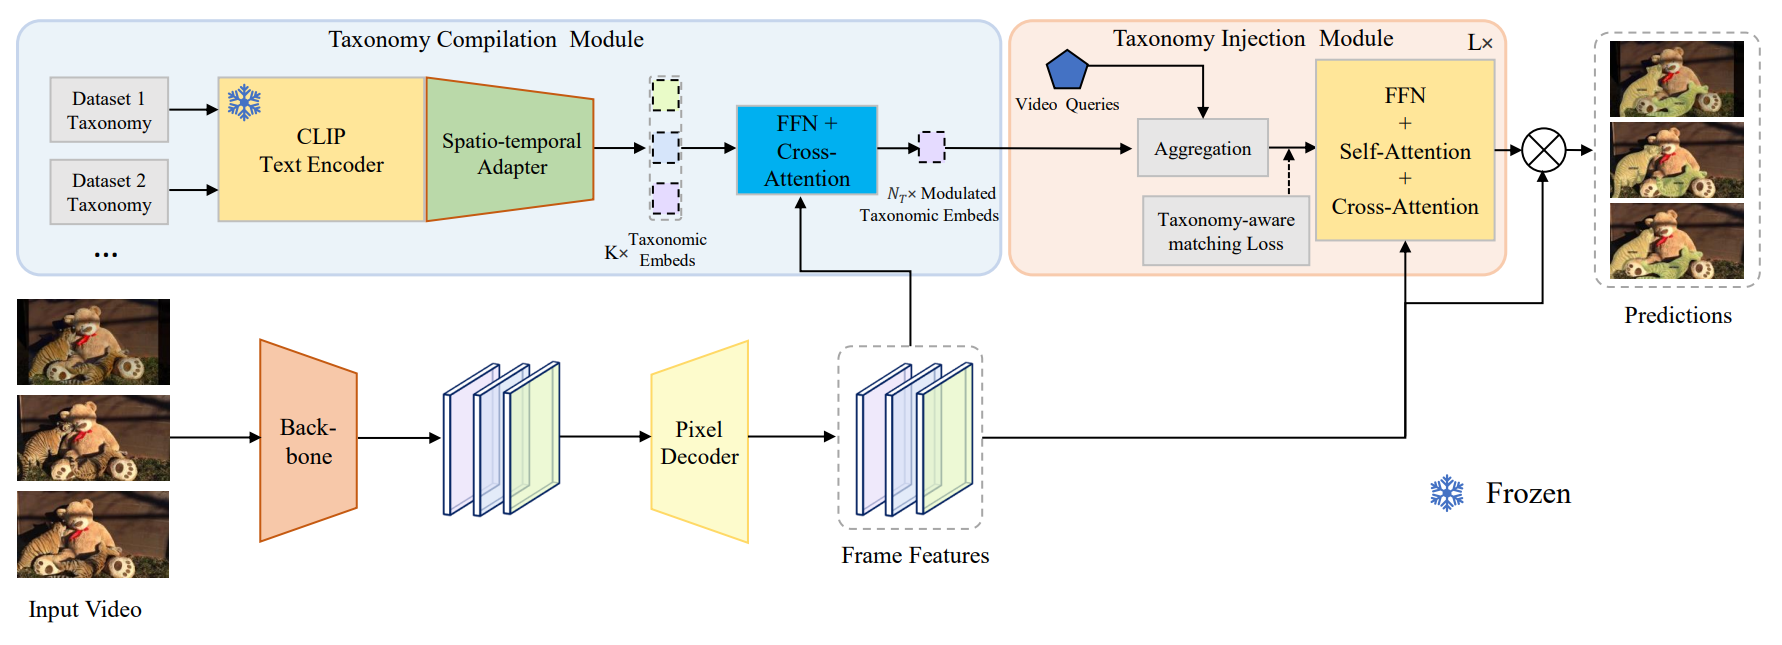 Taxonomy Compilation Module
Dataset 1
Taxonomy
Dataset 2
Taxonomy
...
CLIP
Text Encoder
Spatio-temporal
Adapter
K× Taxonomic
Embeds
FFN +
Cross-
Attention
N_T× Modulated
Taxonomic Embeds
Taxonomy Injection Module
L×
Video Queries
Aggregation
Taxonomy-aware
matching Loss
FFN
+
Self-Attention
+
Cross-Attention
Predictions
Input Video
Back-
bone
Pixel
Decoder
Frame Features
Frozen